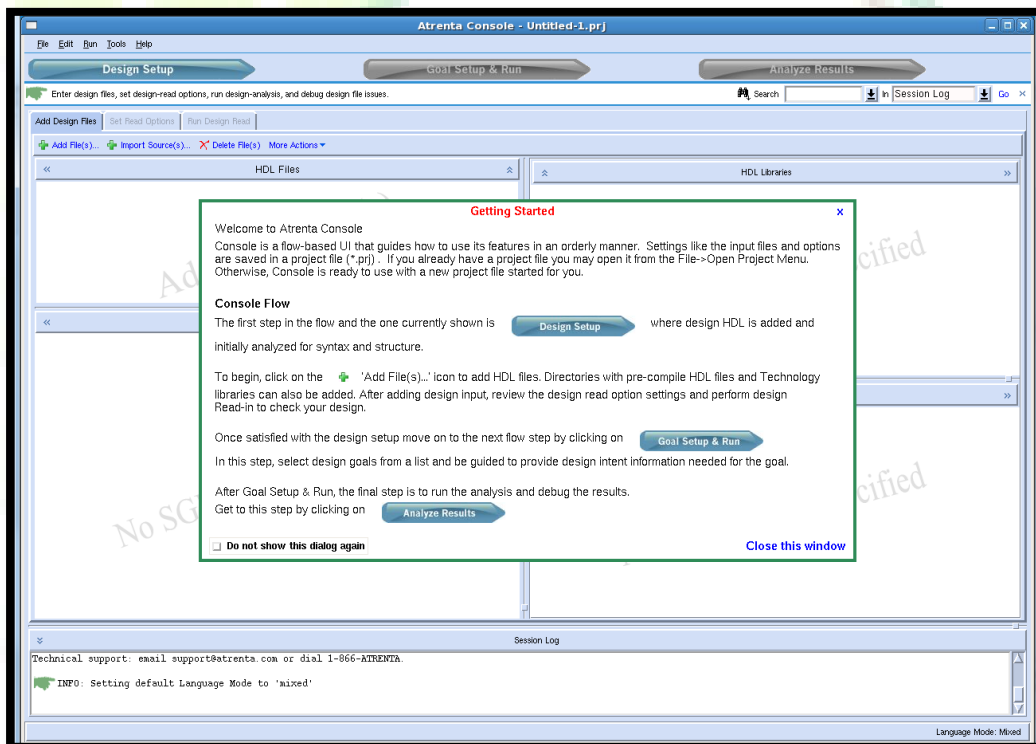 Atrenta Console - Untitled-1.prj
File Edit Run Tools Help
Design Setup
Goal Setup & Run
Analyze Results
Enter design files, set design-read options, run design-analysis, and debug design file issues.
Search In Session Log Go ×
Add Design Files Set Read Options Run Design Read
Add File(s)... Import Source(s)... Delete File(s) More Actions
HDL Files
HDL Libraries
Getting Started x
Welcome to Atrenta Console
Console is a flow-based UI that guides how to use its features in an orderly manner. Settings like the input files and options
are saved in a project file (*.prj) . If you already have a project file you may open it from the File->Open Project Menu.
Otherwise, Console is ready to use with a new project file started for you.
Console Flow
The first step in the flow and the one currently shown is Design Setup where design HDL is added and
initially analyzed for syntax and structure.
To begin, click on the 'Add File(s)...' icon to add HDL files. Directories with pre-compile HDL files and Technology
libraries can also be added. After adding design input, review the design read option settings and perform design
Read-in to check your design.
Once satisfied with the design setup move on to the next flow step by clicking on Goal Setup & Run
In this step, select design goals from a list and be guided to provide design intent information needed for the goal.
After Goal Setup & Run, the final step is to run the analysis and debug the results.
Get to this step by clicking on Analyze Results
Do not show this dialog again
Close this window
No
Session Log
Technical support: email support@atrenta.com or dial 1-866-ATRENTA.
INFO: Setting default Language Mode to 'mixed'
Language Mode: Mixed